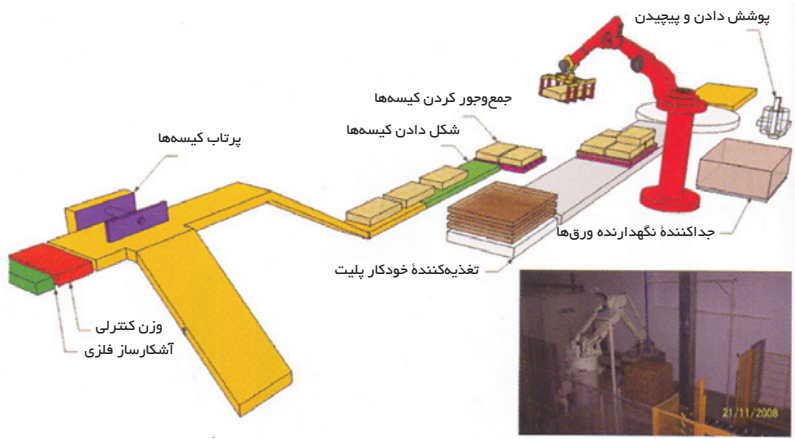 پوشش دادن و پیچیدن
جمع‌وجور کردن کیسه‌ها
شکل دادن کیسه‌ها
پرتاب کیسه‌ها
جداکنندهٔ نگهدارنده ورق‌ها
تغذیه‌کنندهٔ خودکار پلیت
وزن کنترلی
آشکارساز فلزی
21/11/2008